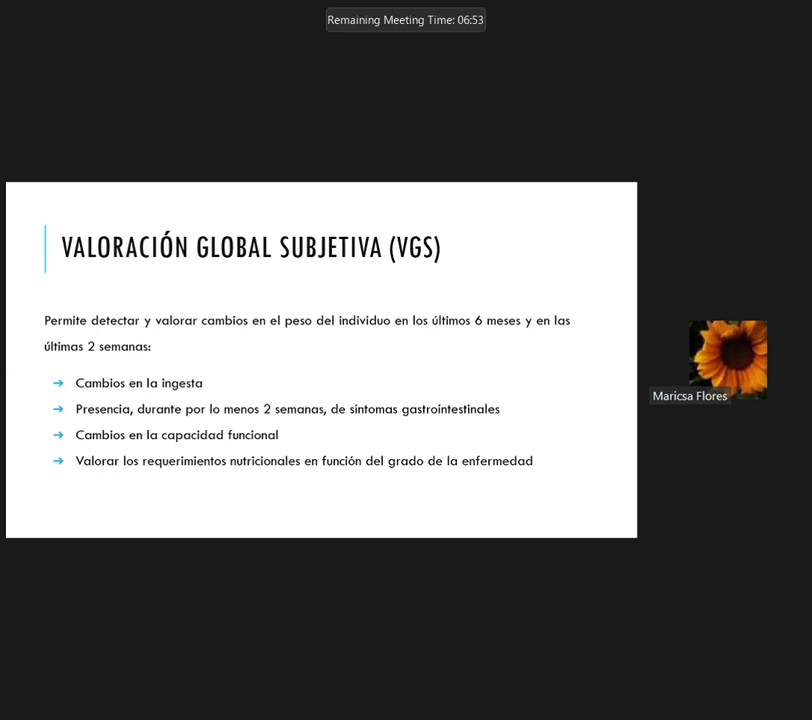 Remaining Meeting Time: 06:53
VALORACIÓN GLOBAL SUBJETIVA (VGS)
Permite detectar y valorar cambios en el peso del individuo en los últimos 6 meses y en las
últimas 2 semanas:
➔ Cambios en la ingesta
➔ Presencia, durante por lo menos 2 semanas, de síntomas gastrointestinales
➔ Cambios en la capacidad funcional
➔ Valorar los requerimientos nutricionales en función del grado de la enfermedad
Maricsa Flores